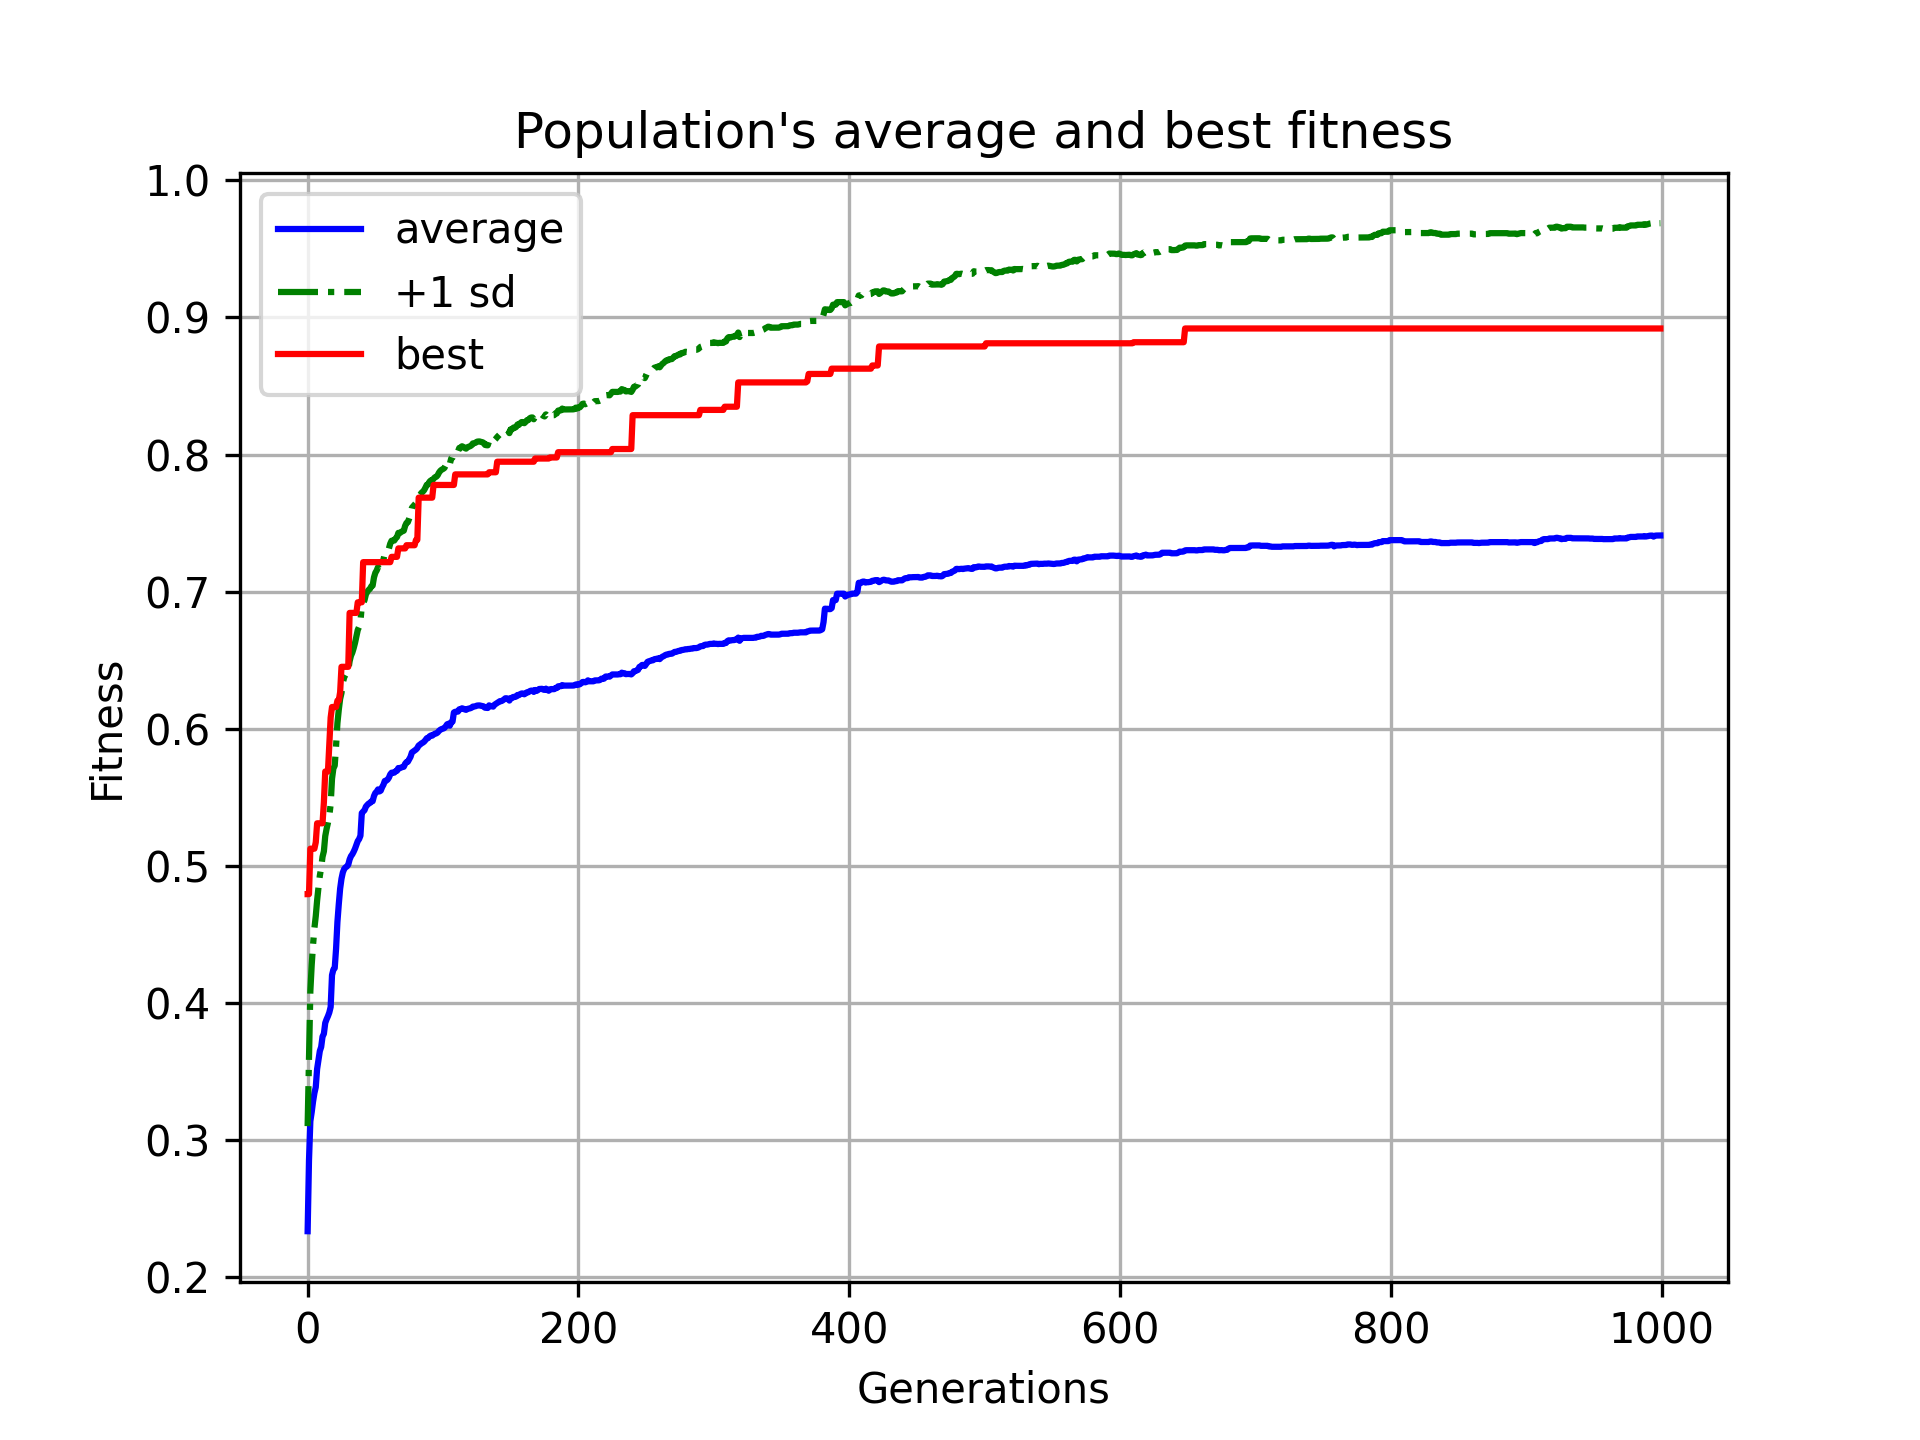 Population's average and best fitness
1.0
0.9
0.8
0.7
0.6
0.5
0.4
0.3
0.2
average
+1 sd
best
Fitness
0 200 400 600 800 1000
Generations